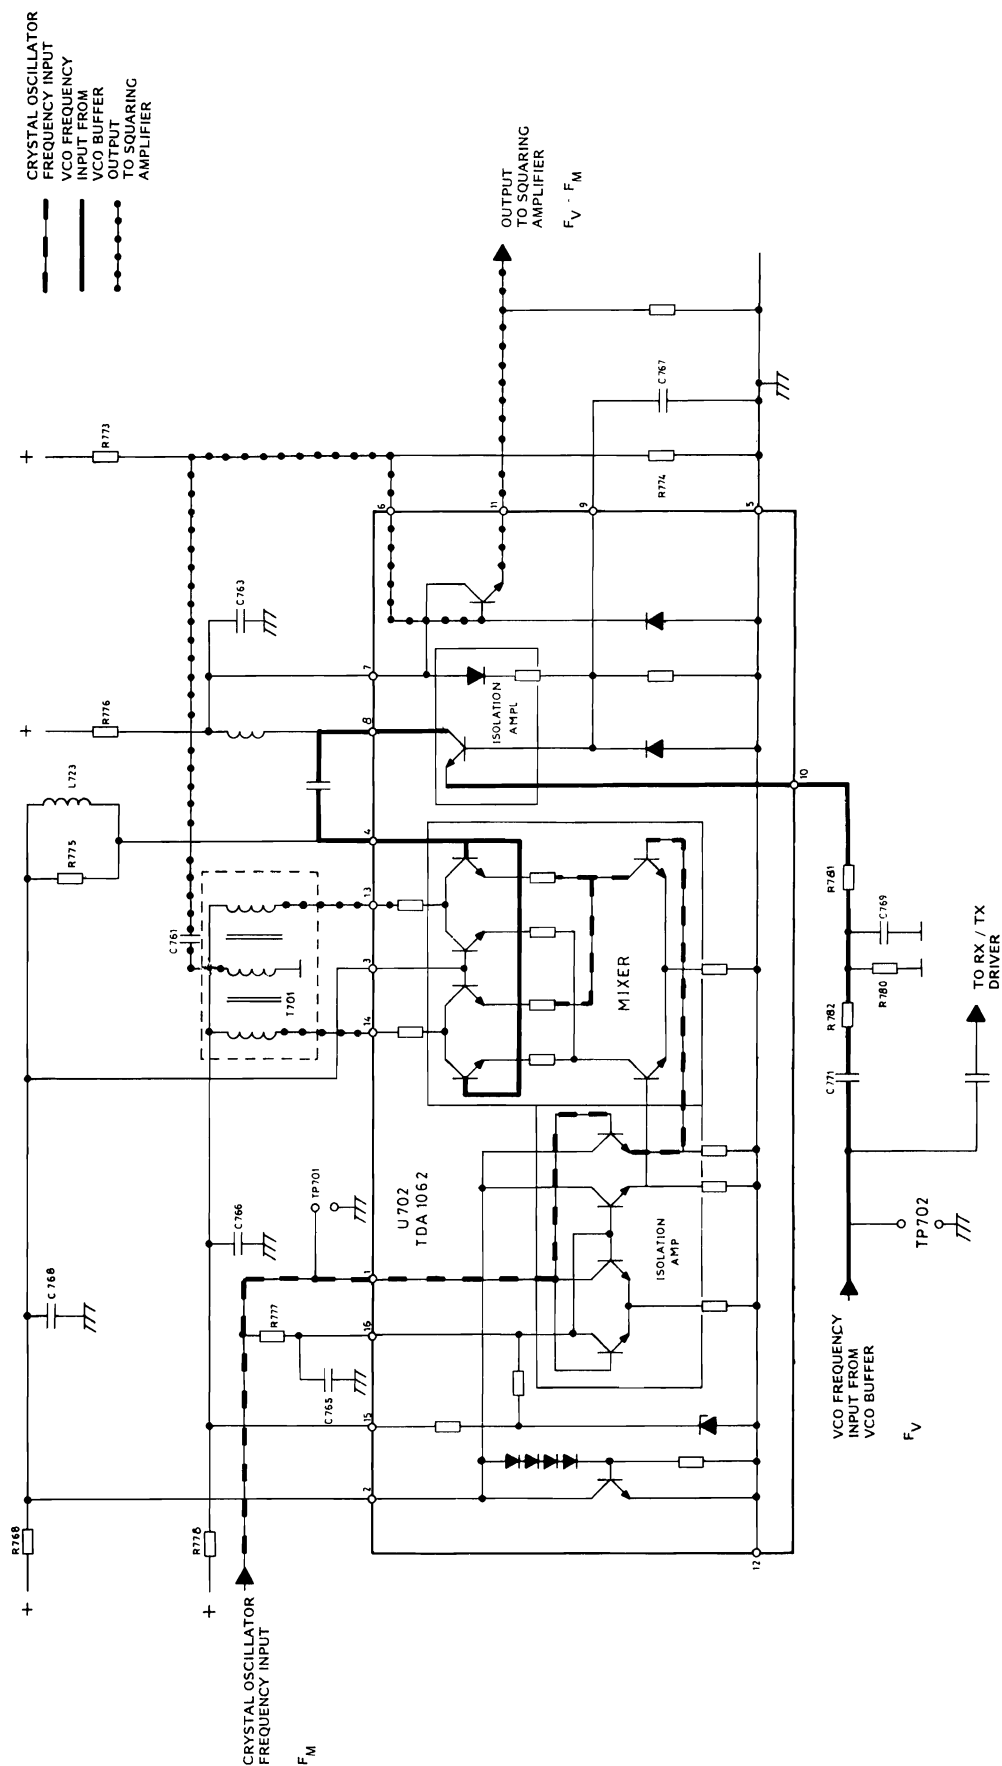 CRYSTAL OSCILLATOR
FREQUENCY INPUT
VCO FREQUENCY
INPUT FROM
VCO BUFFER
OUTPUT
TO SQUARING
AMPLIFIER
OUTPUT
TO SQUARING
AMPLIFIER
FV - FM
+
R773
C767
R774
6
11
9
5
C763
+
R776
7
8
ISOLATION
AMPL
L723
R775
4
10
C761
T701
13
3
14
MIXER
R781
C769
R780
R782
C771
TO RX / TX
DRIVER
C766
TP701
U702
TDA1062
ISOLATION
AMP
TP702
C768
R777
1
16
C765
15
2
12
VCO FREQUENCY
INPUT FROM
VCO BUFFER
FV
R768
+
R778
+
CRYSTAL OSCILLATOR
FREQUENCY INPUT
FM